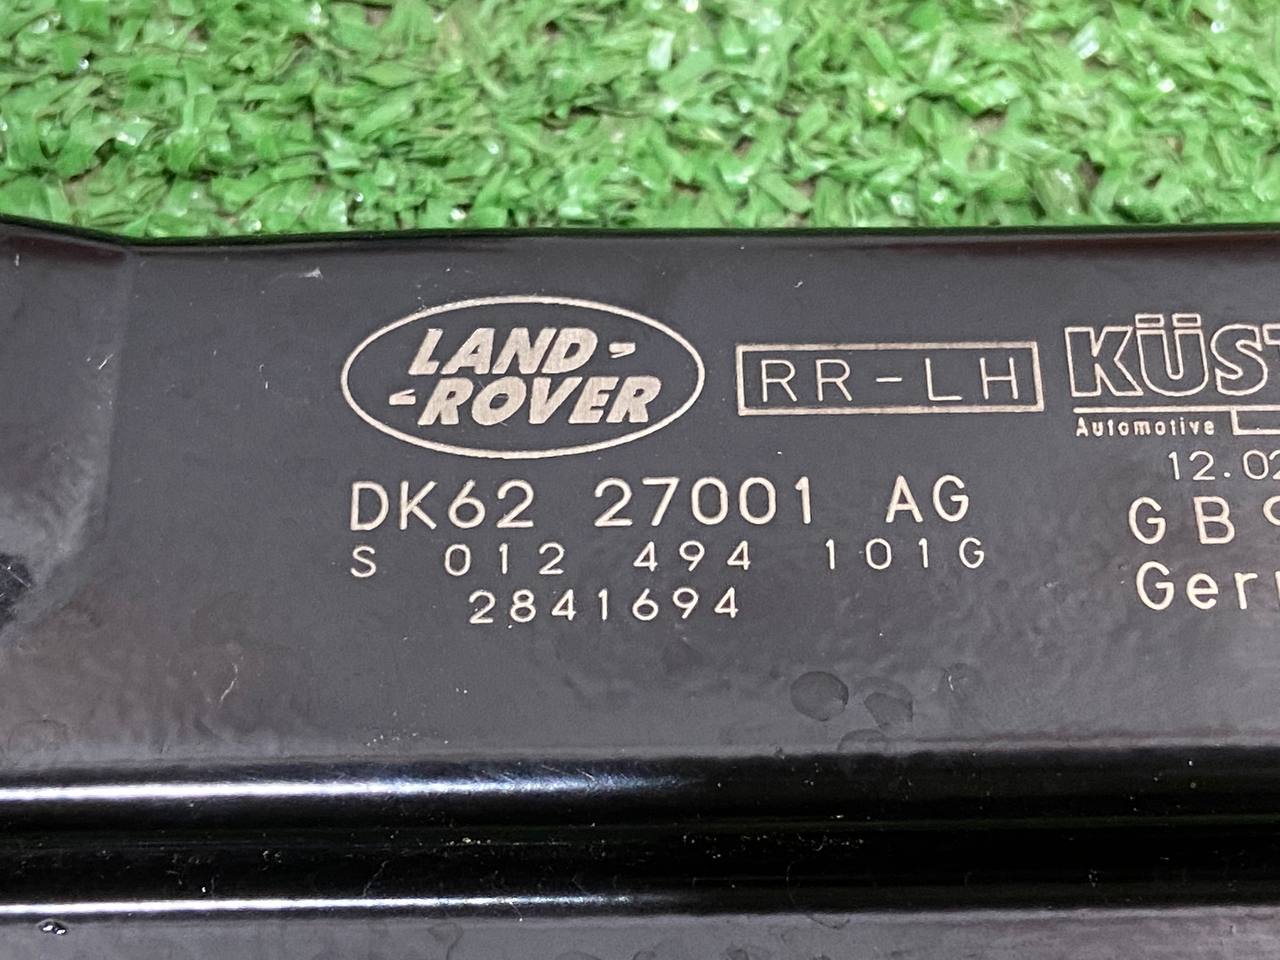 LAND-
-ROVER
RR-LH
Automotive
DK62 27001 AG
S 012 494 101G
2841694